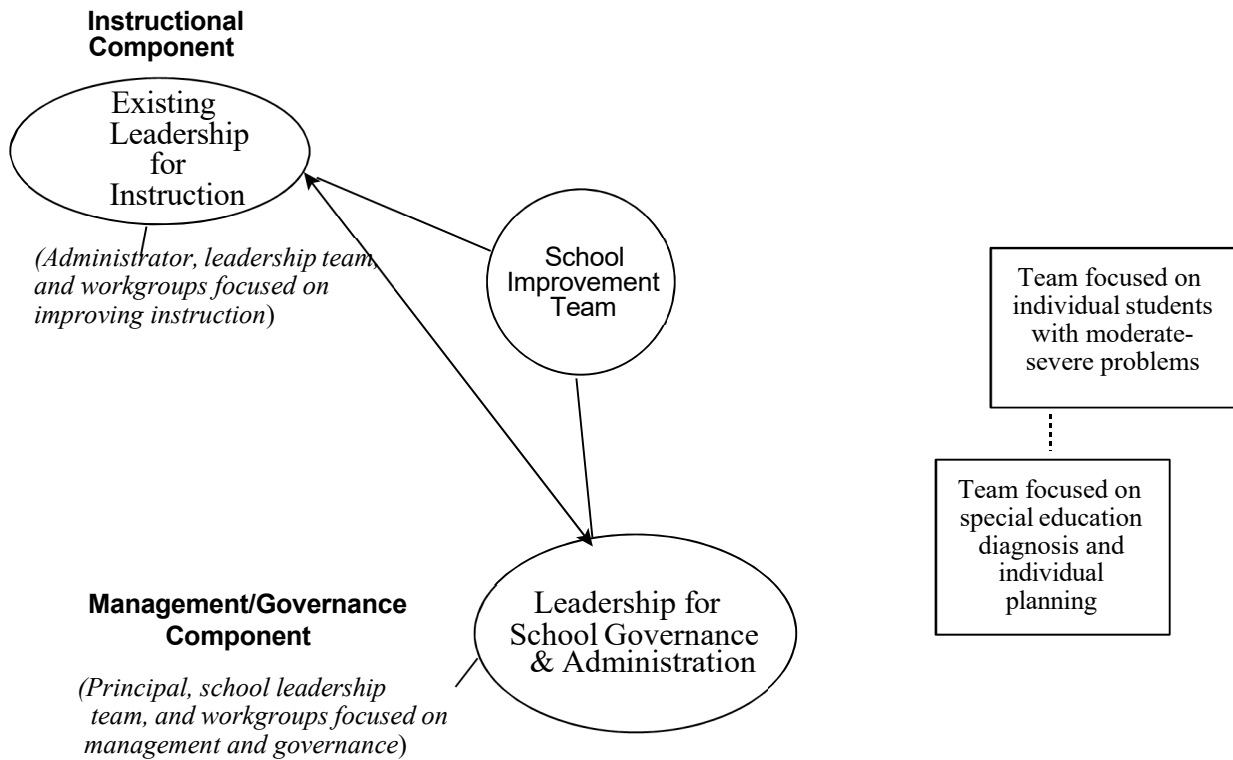 Instructional
Component
Existing
Leadership
for
Instruction
(Administrator, leadership team,
and workgroups focused on
improving instruction)
School
Improvement
Team
Team focused on
individual students
with moderate-
severe problems
Team focused on
special education
diagnosis and
individual
planning
Management/Governance
Component
Leadership for
School Governance
& Administration
(Principal, school leadership
team, and workgroups focused on
management and governance)